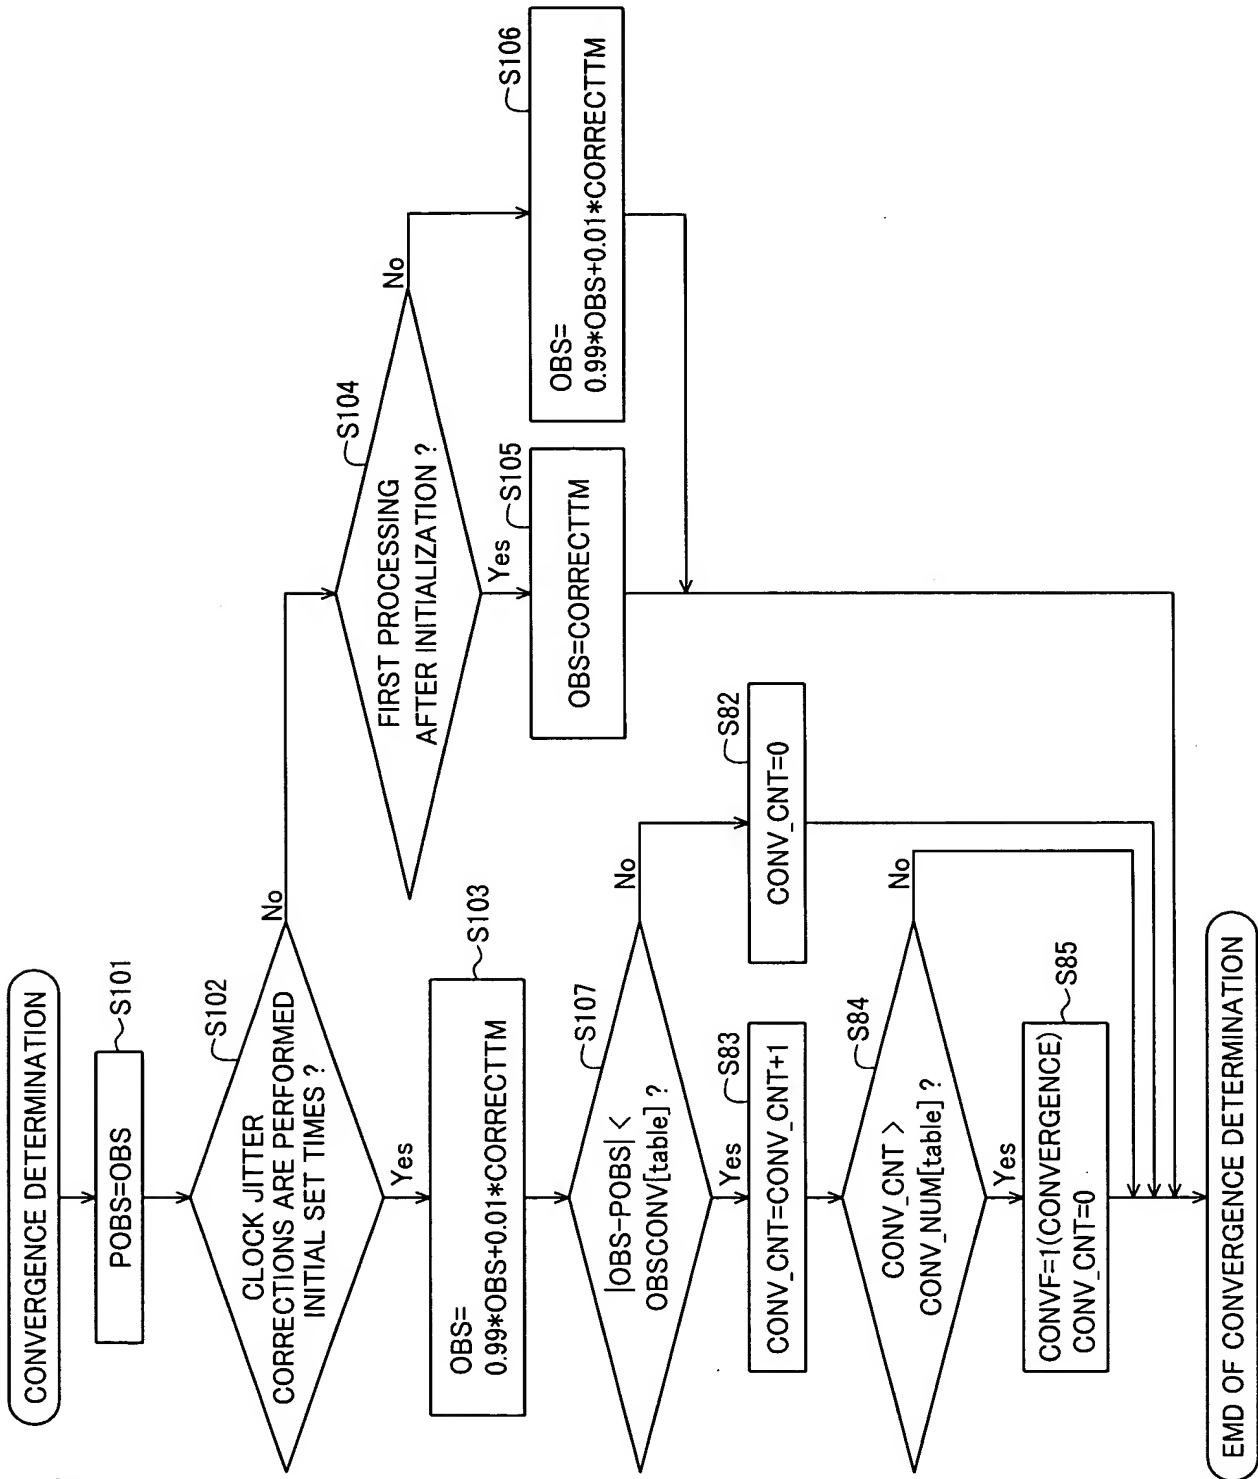 CONVERGENCE DETERMINATION
POBS=OBS
S101
CLOCK JITTER
CORRECTIONS ARE PERFORMED
INITIAL SET TIMES ?
S102
No
Yes
OBS=
0.99*OBS+0.01*CORRECTTM
S103
FIRST PROCESSING
AFTER INITIALIZATION ?
S104
No
Yes
OBS=CORRECTTM
S105
OBS=
0.99*OBS+0.01*CORRECTTM
S106
|OBS-POBS| <
OBSCONV[table] ?
S107
No
Yes
CONV_CNT=0
S82
CONV_CNT=CONV_CNT+1
S83
CONV_CNT >
CONV_NUM[table] ?
S84
No
Yes
CONVF=1(CONVERGENCE)
CONV_CNT=0
S85
EMD OF CONVERGENCE DETERMINATION